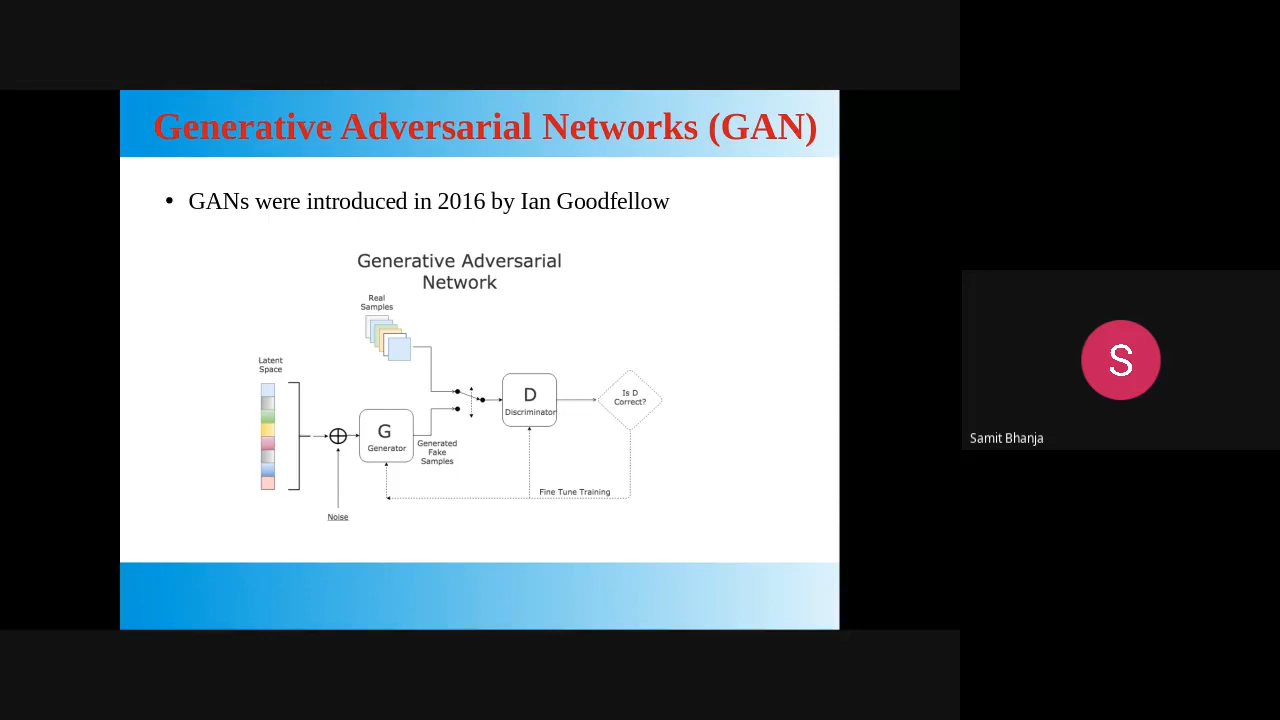 Generative Adversarial Networks (GAN)
• GANs were introduced in 2016 by Ian Goodfellow
Generative Adversarial
Network
Real
Samples
Latent
Space
D
Discriminator
Is D
Correct?
G
Generator
Generated
Fake
Samples
Fine Tune Training
Noise
S
Samit Bhanja